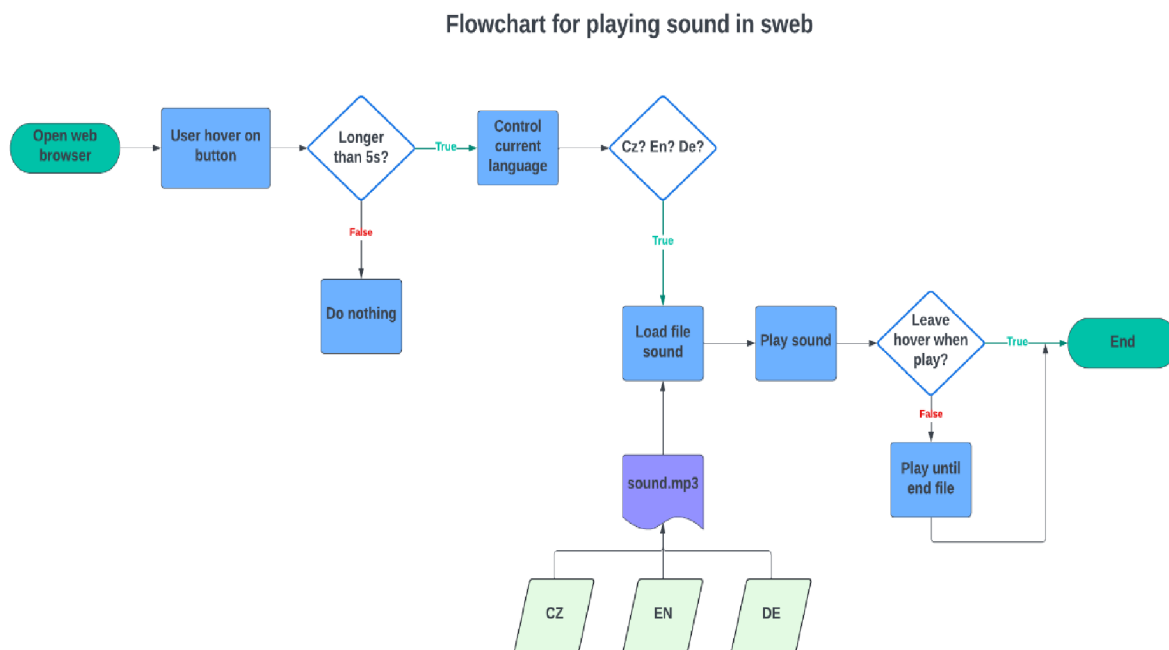 Flowchart for playing sound in sweb
Open web
browser
User hover on
button
Longer
than 5s?
True
Control
current
language
Cz? En? De?
False
True
Do nothing
Load file
sound
Play sound
Leave
hover when
play?
True
End
False
Play until
end file
sound.mp3
CZ
EN
DE